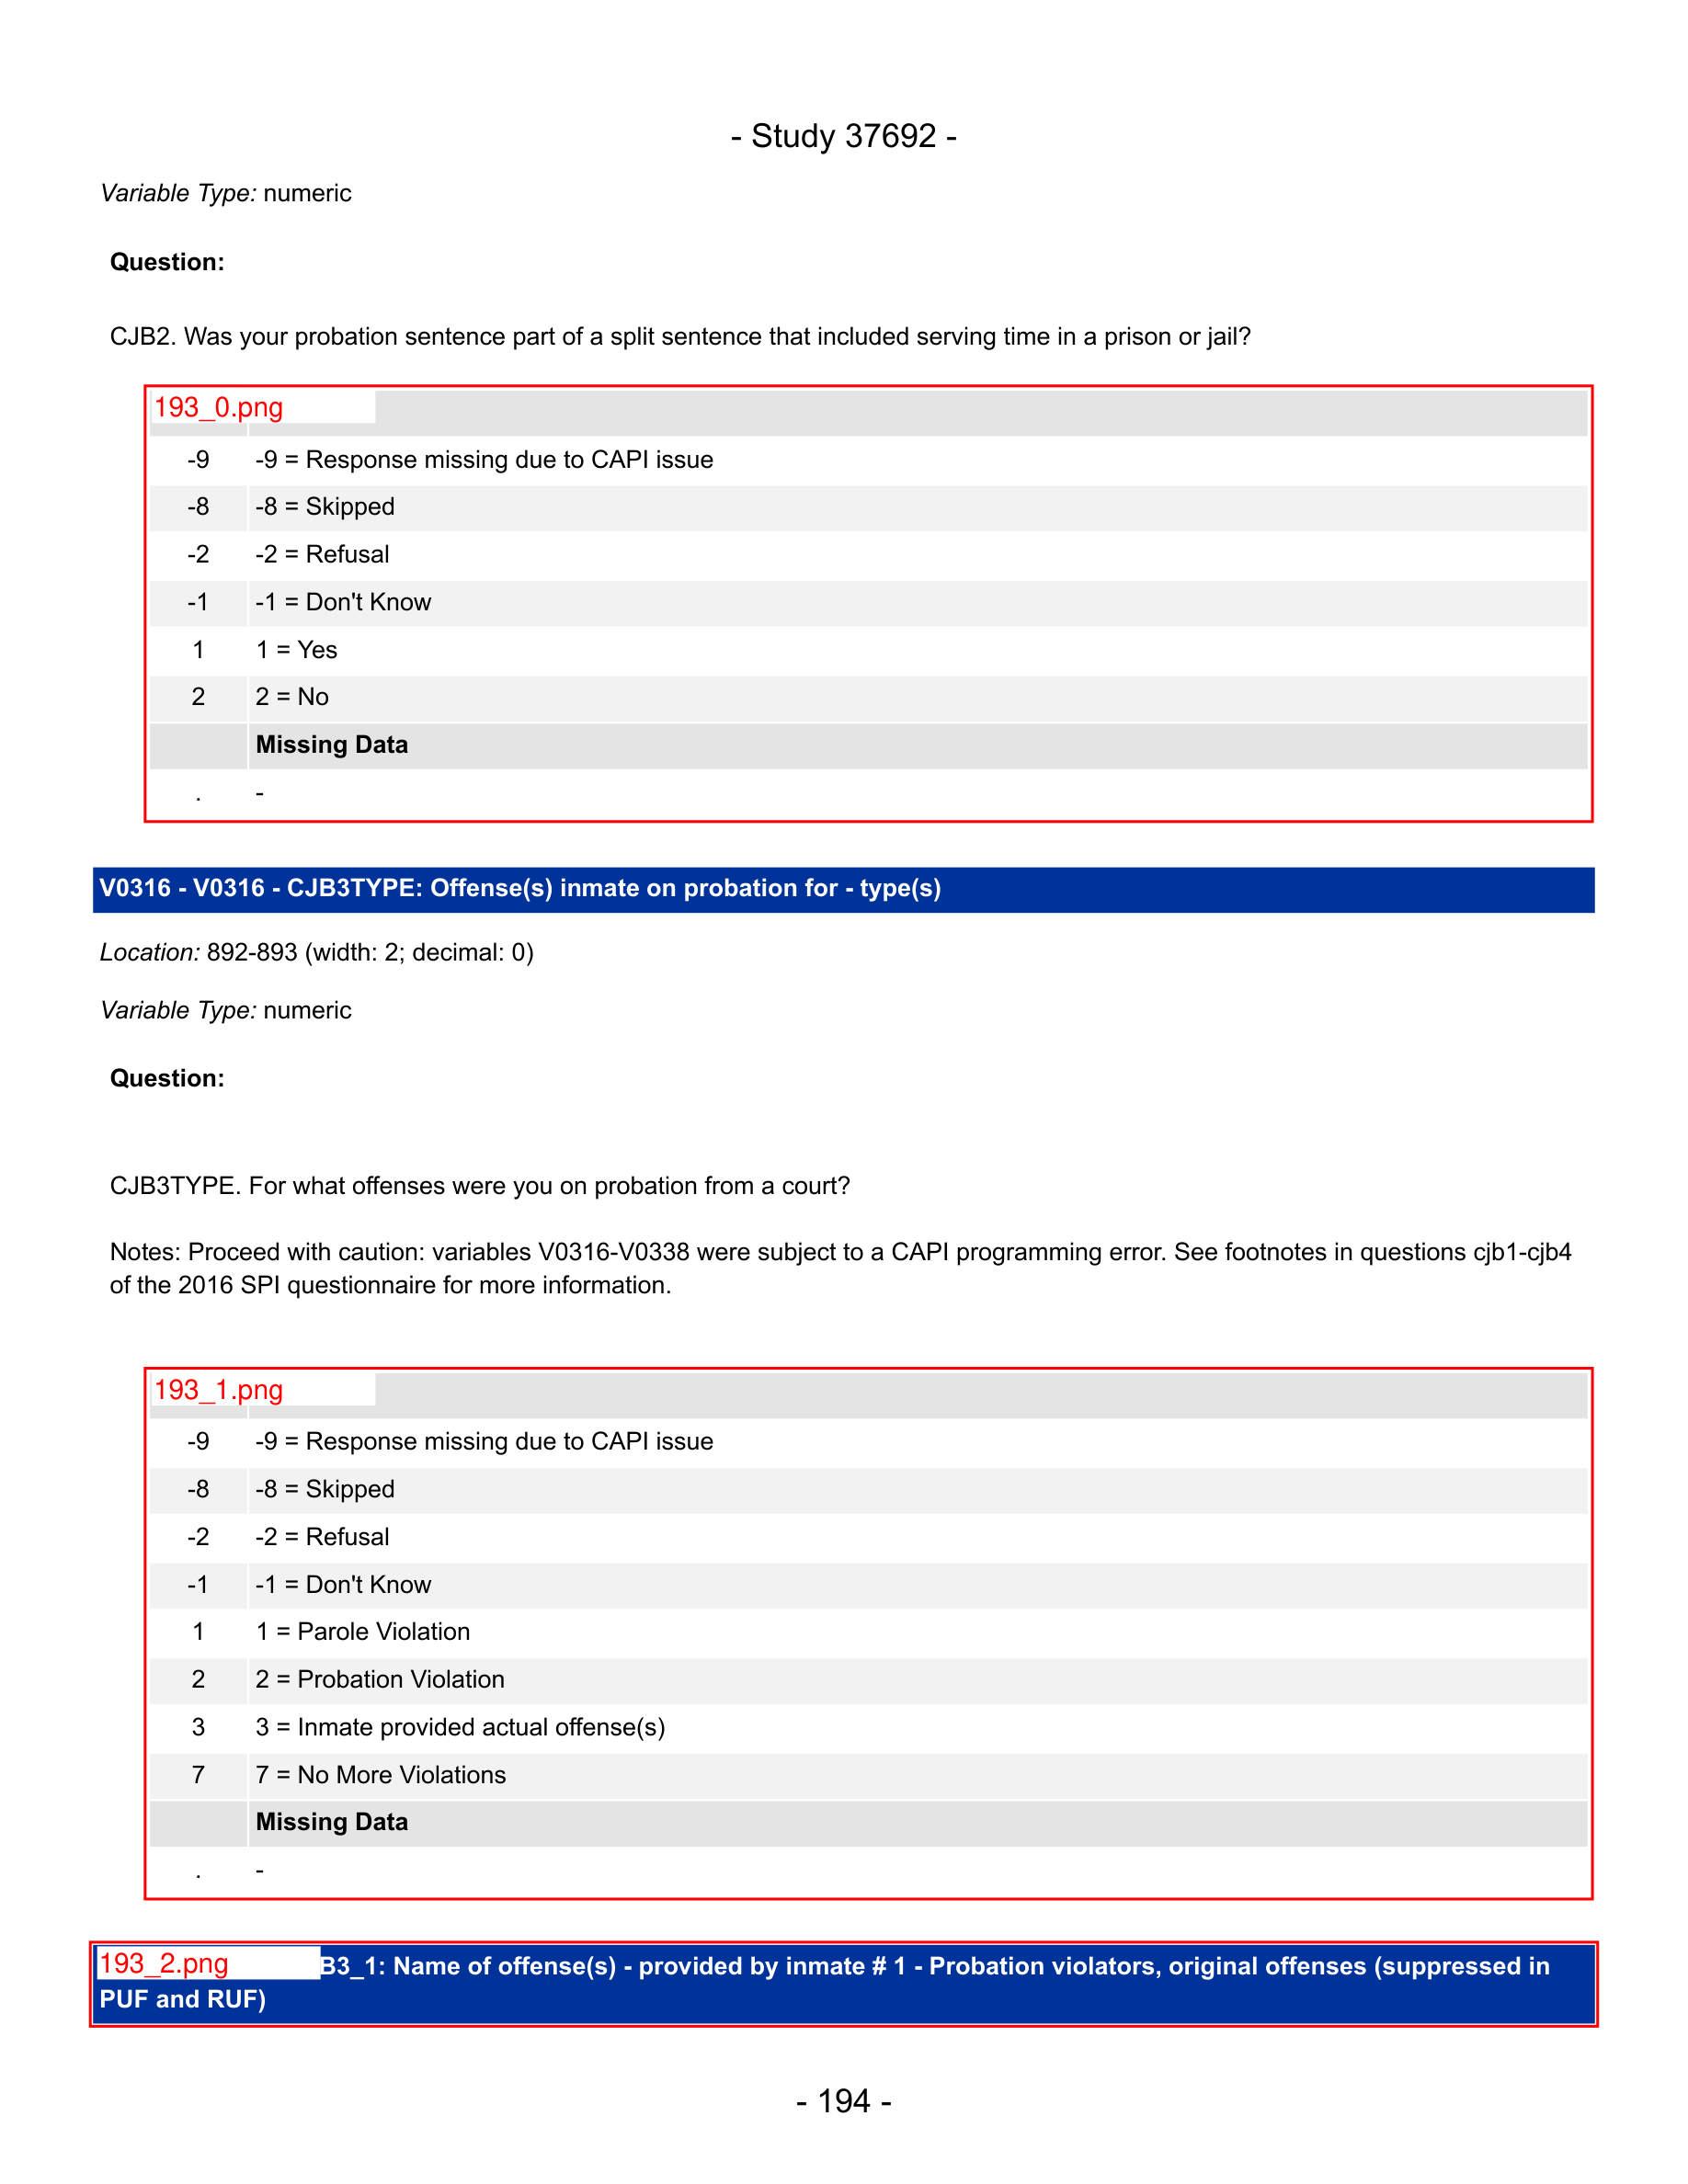 - Study 37692 -
Variable Type: numeric
Question:
CJB2. Was your probation sentence part of a split sentence that included serving time in a prison or jail?
193_0.png
-9 -9 = Response missing due to CAPI issue
-8 -8 = Skipped
-2 -2 = Refusal
-1 -1 = Don't Know
1 1 = Yes
2 2 = No
Missing Data
. -
V0316 - V0316 - CJB3TYPE: Offense(s) inmate on probation for - type(s)
Location: 892-893 (width: 2; decimal: 0)
Variable Type: numeric
Question:
CJB3TYPE. For what offenses were you on probation from a court?
Notes: Proceed with caution: variables V0316-V0338 were subject to a CAPI programming error. See footnotes in questions cjb1-cjb4
of the 2016 SPI questionnaire for more information.
193_1.png
-9 -9 = Response missing due to CAPI issue
-8 -8 = Skipped
-2 -2 = Refusal
-1 -1 = Don't Know
1 1 = Parole Violation
2 2 = Probation Violation
3 3 = Inmate provided actual offense(s)
7 7 = No More Violations
Missing Data
. -
193_2.png B3_1: Name of offense(s) - provided by inmate # 1 - Probation violators, original offenses (suppressed in
PUF and RUF)
- 194 -